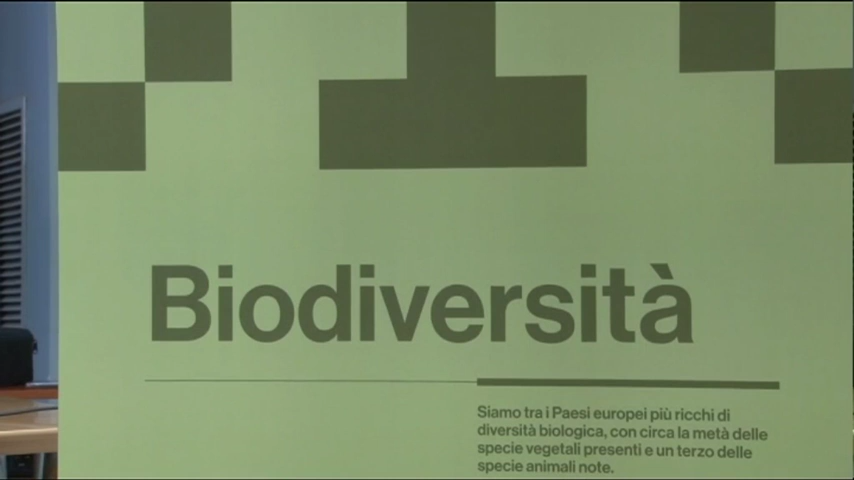 Biodiversità
Siamo tra i Paesi europei più ricchi di
diversità biologica, con circa la metà delle
specie vegetali presenti e un terzo delle
specie animali note.